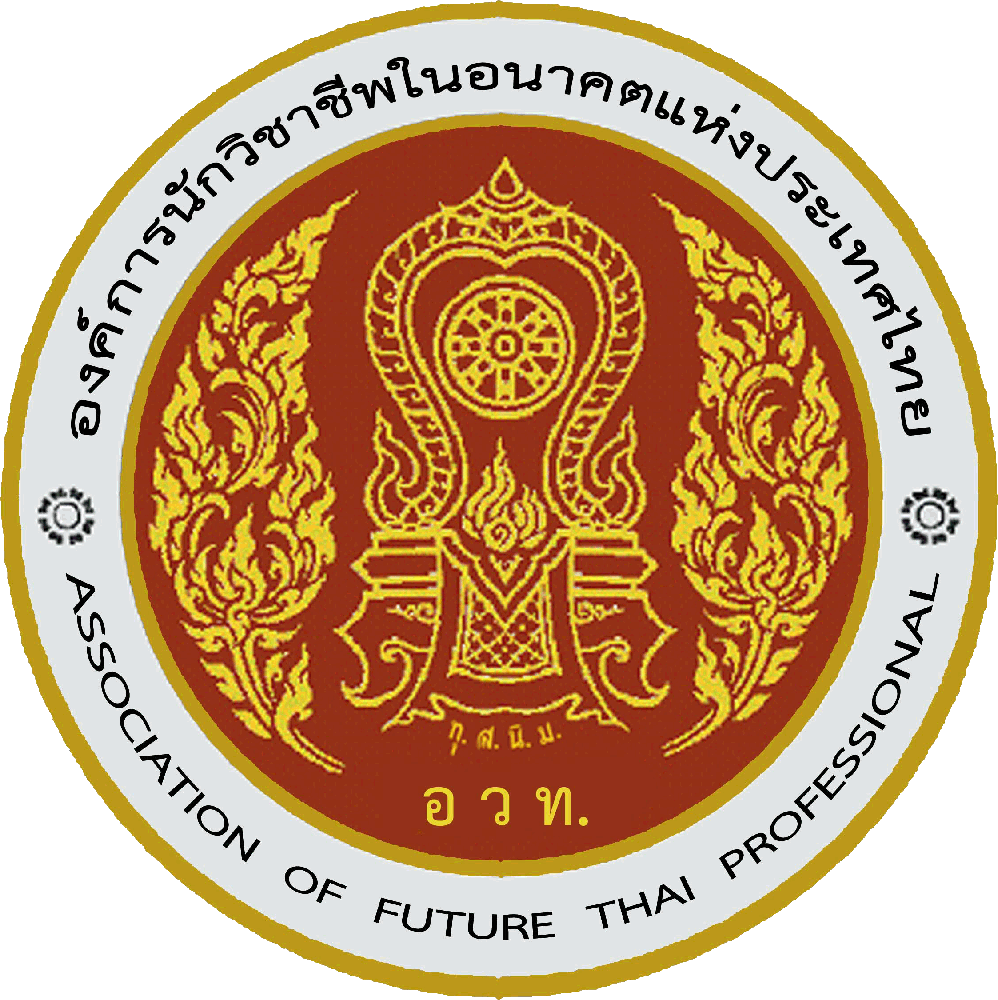 องค์การนักวิชาชีพในอนาคตแห่งประเทศไทย
ทุ. ส. นิ. ม.
อ ว ท.
ASSOCIATION OF FUTURE THAI PROFESSIONAL